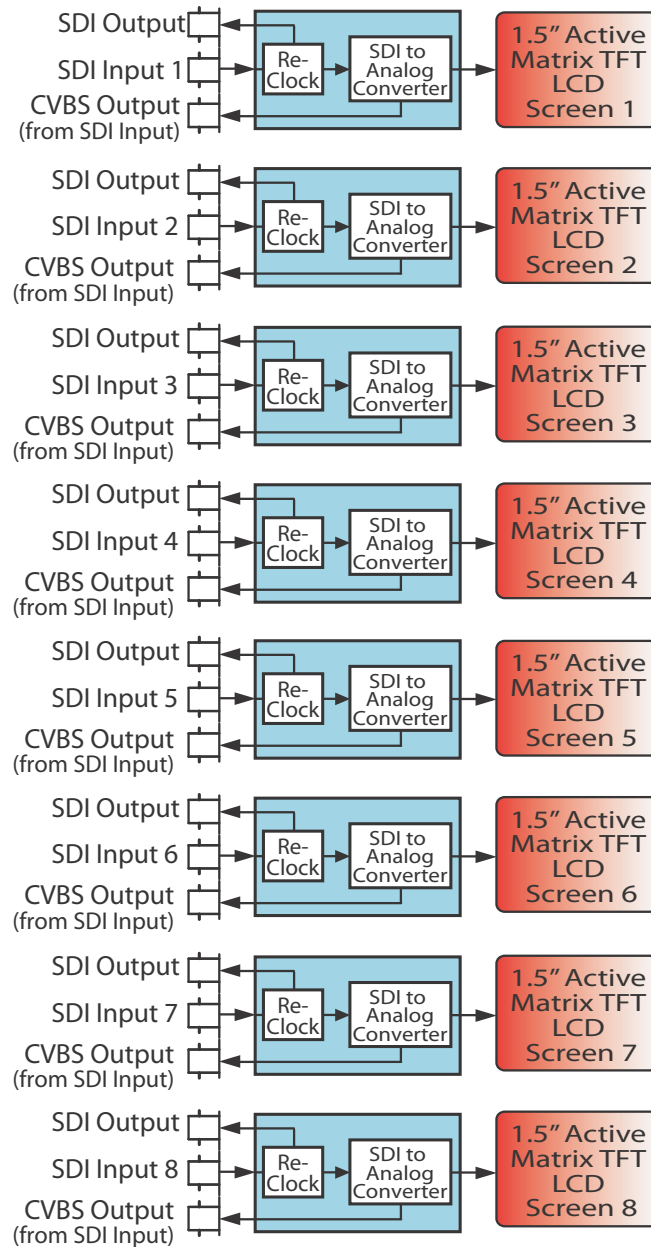 SDI Output
SDI Input 1
CVBS Output
(from SDI Input)
Re-
Clock
SDI to
Analog
Converter
1.5” Active
Matrix TFT
LCD
Screen 1
SDI Output
SDI Input 2
CVBS Output
(from SDI Input)
Re-
Clock
SDI to
Analog
Converter
1.5” Active
Matrix TFT
LCD
Screen 2
SDI Output
SDI Input 3
CVBS Output
(from SDI Input)
Re-
Clock
SDI to
Analog
Converter
1.5” Active
Matrix TFT
LCD
Screen 3
SDI Output
SDI Input 4
CVBS Output
(from SDI Input)
Re-
Clock
SDI to
Analog
Converter
1.5” Active
Matrix TFT
LCD
Screen 4
SDI Output
SDI Input 5
CVBS Output
(from SDI Input)
Re-
Clock
SDI to
Analog
Converter
1.5” Active
Matrix TFT
LCD
Screen 5
SDI Output
SDI Input 6
CVBS Output
(from SDI Input)
Re-
Clock
SDI to
Analog
Converter
1.5” Active
Matrix TFT
LCD
Screen 6
SDI Output
SDI Input 7
CVBS Output
(from SDI Input)
Re-
Clock
SDI to
Analog
Converter
1.5” Active
Matrix TFT
LCD
Screen 7
SDI Output
SDI Input 8
CVBS Output
(from SDI Input)
Re-
Clock
SDI to
Analog
Converter
1.5” Active
Matrix TFT
LCD
Screen 8